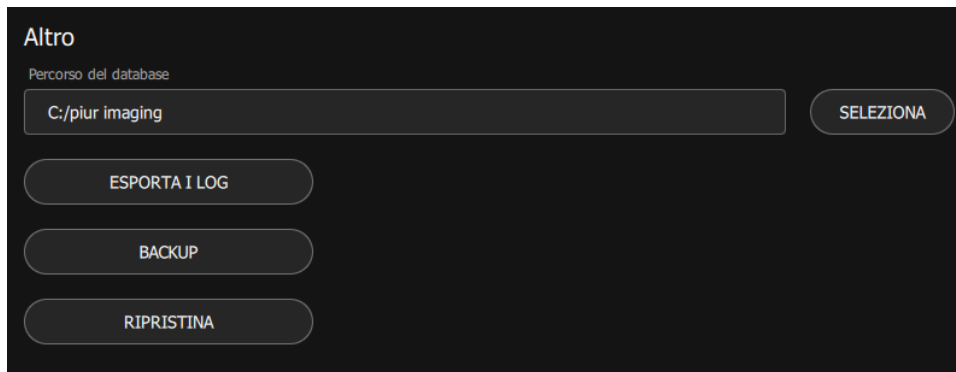 Altro
Percorso del database
C:/piur imaging
SELEZIONA
ESPORTA I LOG
BACKUP
RIPRISTINA